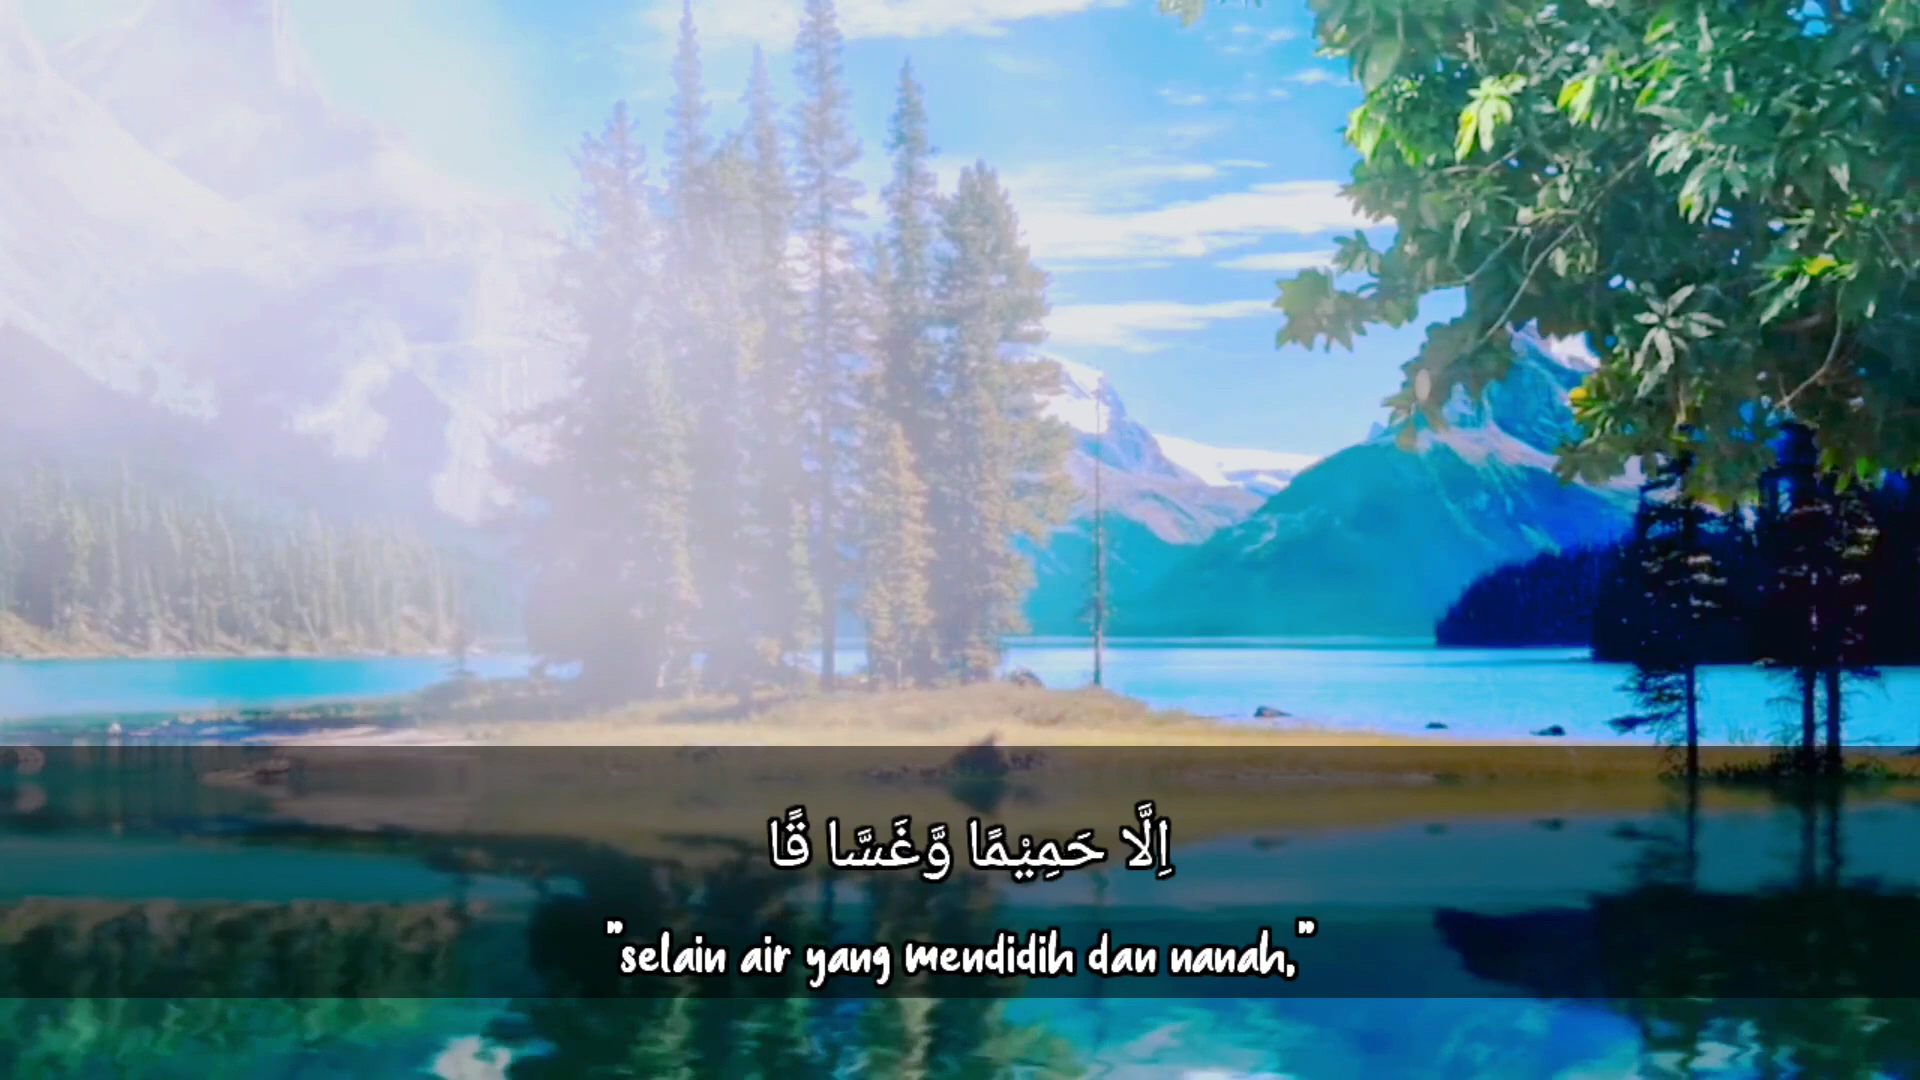 اِلَّا حَمِيْمًا وَّغَسَّا قًا
"selain air yang mendidih dan nanah,"